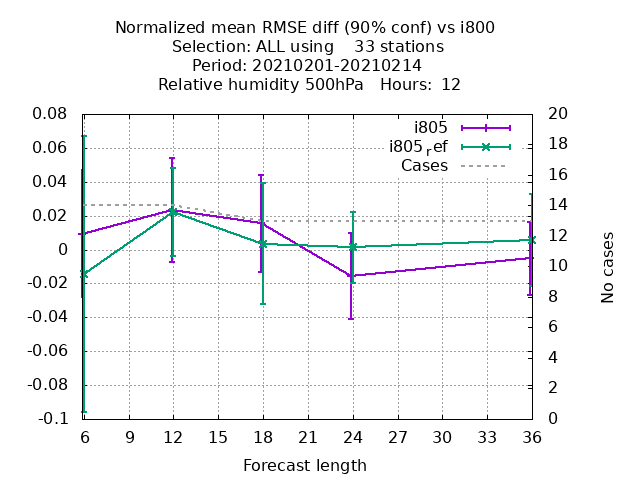 Normalized mean RMSE diff (90% conf) vs i800
Selection: ALL using 33 stations
Period: 20210201-20210214
Relative humidity 500hPa Hours: 12
0.08
0.06
0.04
0.02
0
-0.02
-0.04
-0.06
-0.08
-0.1
i805
i805ref
Cases
20
18
16
14
12
10
8
6
4
2
0
No cases
6 9 12 15 18 21 24 27 30 33 36
Forecast length